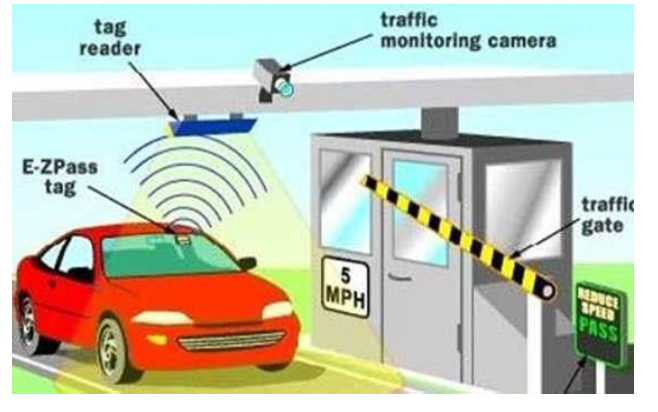 tag
reader
traffic
monitoring camera
E-ZPass
tag
traffic
gate
5
MPH
REDUCE
SPEED
PASS